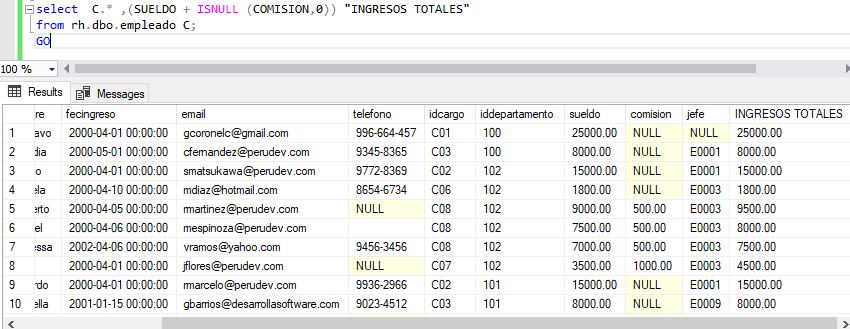 select C.* ,(SUELDO + ISNULL (COMISION,0)) "INGRESOS TOTALES"
from rh.dbo.empleado C;
GO
100 %
Results Messages
re fecingreso email telefono idcargo iddepartamento sueldo comision jefe INGRESOS TOTALES
1 avo 2000-04-01 00:00:00 gcoronelc@gmail.com 996-664-457 C01 100 25000.00 NULL NULL 25000.00
2 dia 2000-05-01 00:00:00 cfernandez@perudev.com 9345-8365 C03 100 8000.00 NULL E0001 8000.00
3 o 2000-04-01 00:00:00 smatsukawa@perudev.com 9772-8369 C02 102 15000.00 NULL E0001 15000.00
4 ela 2000-04-10 00:00:00 mdiaz@hotmail.com 8654-6734 C06 102 1800.00 NULL E0003 1800.00
5 erto 2000-04-05 00:00:00 rmartinez@perudev.com NULL C08 102 9000.00 500.00 E0003 9500.00
6 el 2000-04-06 00:00:00 mespinoza@perudev.com C08 102 7500.00 500.00 E0003 8000.00
7 essa 2002-04-06 00:00:00 vramos@yahoo.com 9456-3456 C08 102 7000.00 500.00 E0003 7500.00
8 2000-04-01 00:00:00 jflores@perudev.com NULL C07 102 3500.00 1000.00 E0003 4500.00
9 rdo 2000-04-01 00:00:00 rmarcelo@perudev.com 9936-2966 C02 101 15000.00 NULL E0001 15000.00
10 ella 2001-01-15 00:00:00 gbarrios@desarrollasoftware.com 9023-4512 C03 101 8000.00 NULL E0009 8000.00